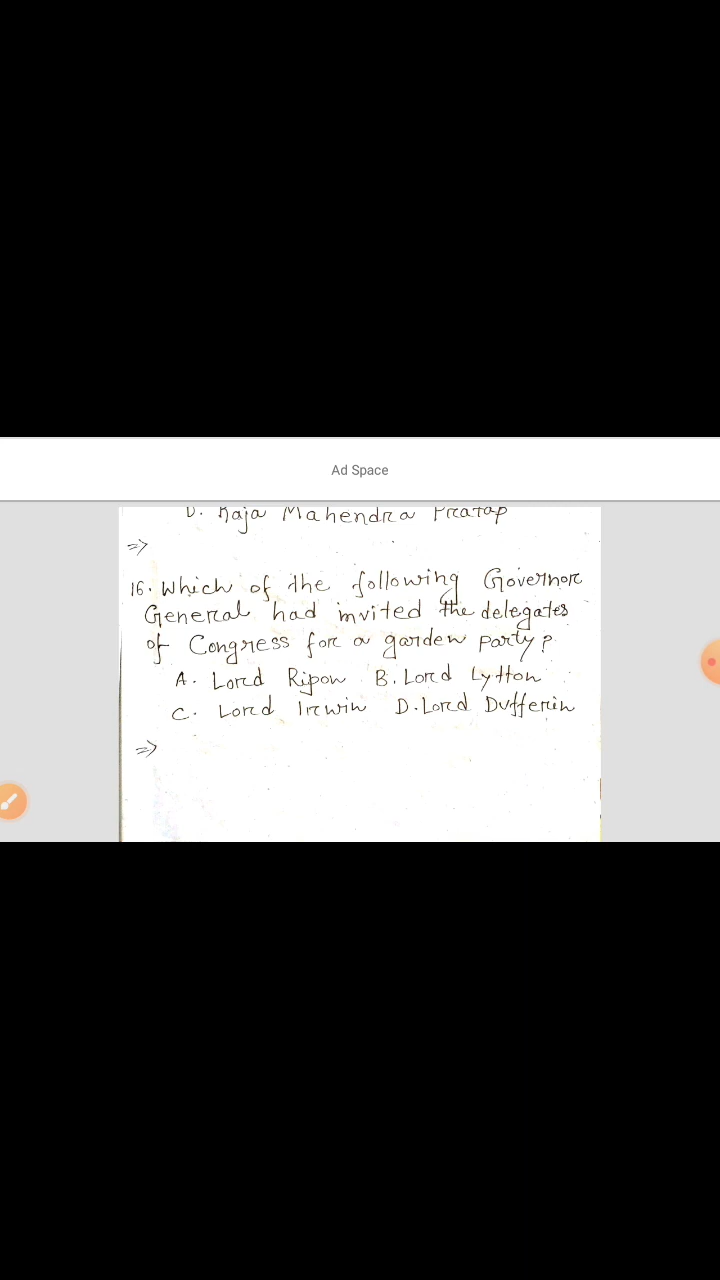 Ad Space
D. Raja Mahendra Pratap
=>
16. Which of the following Governor
General had invited the delegates
of Congress for a garden party?
A. Lord Ripon B. Lord Lytton
C. Lord Irwin D. Lord Dufferin
=>